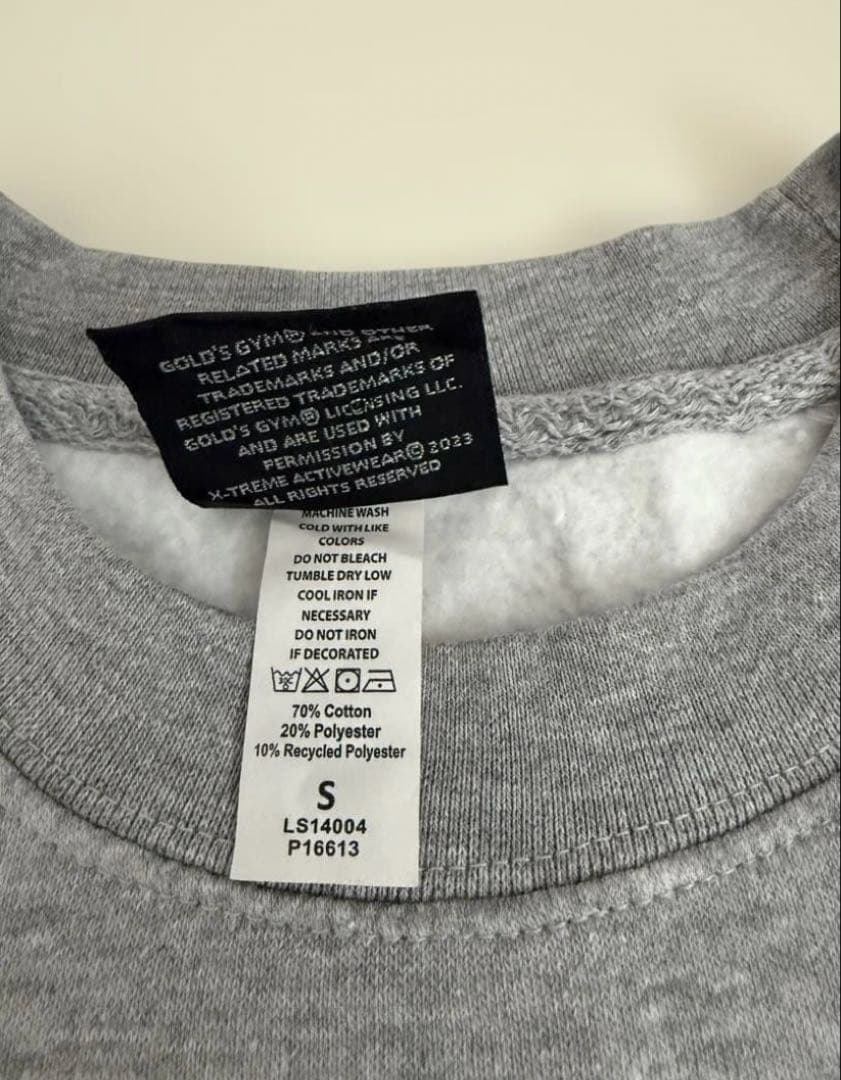 GOLD'S GYM® AND OTHER
RELATED MARKS ARE
TRADEMARKS AND/OR
REGISTERED TRADEMARKS OF
GOLD'S GYM® LICENSING LLC.
AND ARE USED WITH
PERMISSION BY
X-TREME ACTIVEWEAR© 2023
ALL RIGHTS RESERVED
MACHINE WASH
COLD WITH LIKE
COLORS
DO NOT BLEACH
TUMBLE DRY LOW
COOL IRON IF
NECESSARY
DO NOT IRON
IF DECORATED
70% Cotton
20% Polyester
10% Recycled Polyester
S
LS14004
P16613